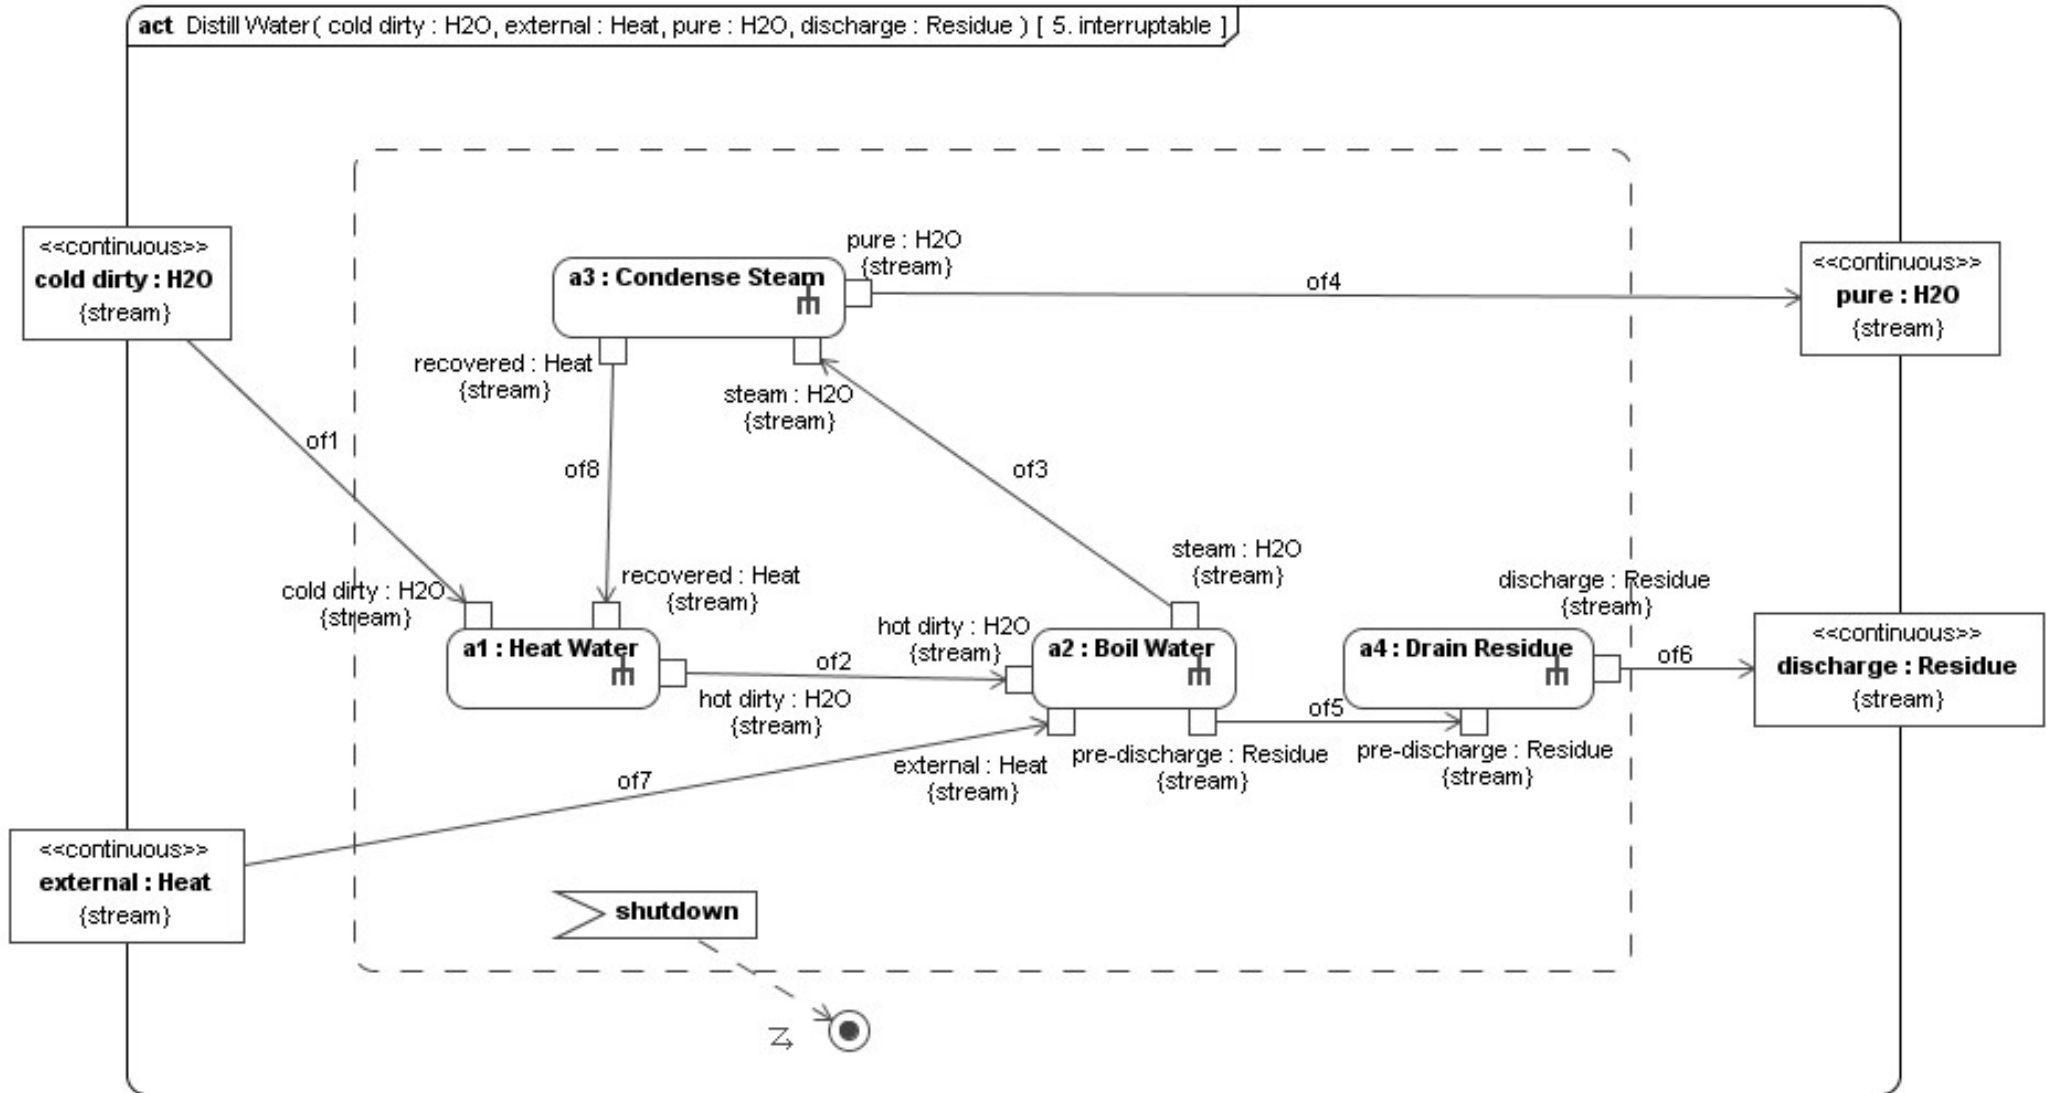 act Distill Water( cold dirty : H2O, external : Heat, pure : H2O, discharge : Residue ) [ 5. interruptable ]
<<continuous>>
cold dirty : H2O
{stream}
pure : H2O
{stream}
a3 : Condense Steam
of4
<<continuous>>
pure : H2O
{stream}
recovered : Heat
{stream}
steam : H2O
{stream}
of1
of8
of3
cold dirty : H2O
{stream}
recovered : Heat
{stream}
steam : H2O
{stream}
discharge : Residue
{stream}
a1 : Heat Water
of2
hot dirty : H2O
{stream}
hot dirty : H2O
{stream}
a2 : Boil Water
a4 : Drain Residue
of6
<<continuous>>
discharge : Residue
{stream}
of5
external : Heat
{stream}
pre-discharge : Residue
{stream}
pre-discharge : Residue
{stream}
of7
<<continuous>>
external : Heat
{stream}
shutdown